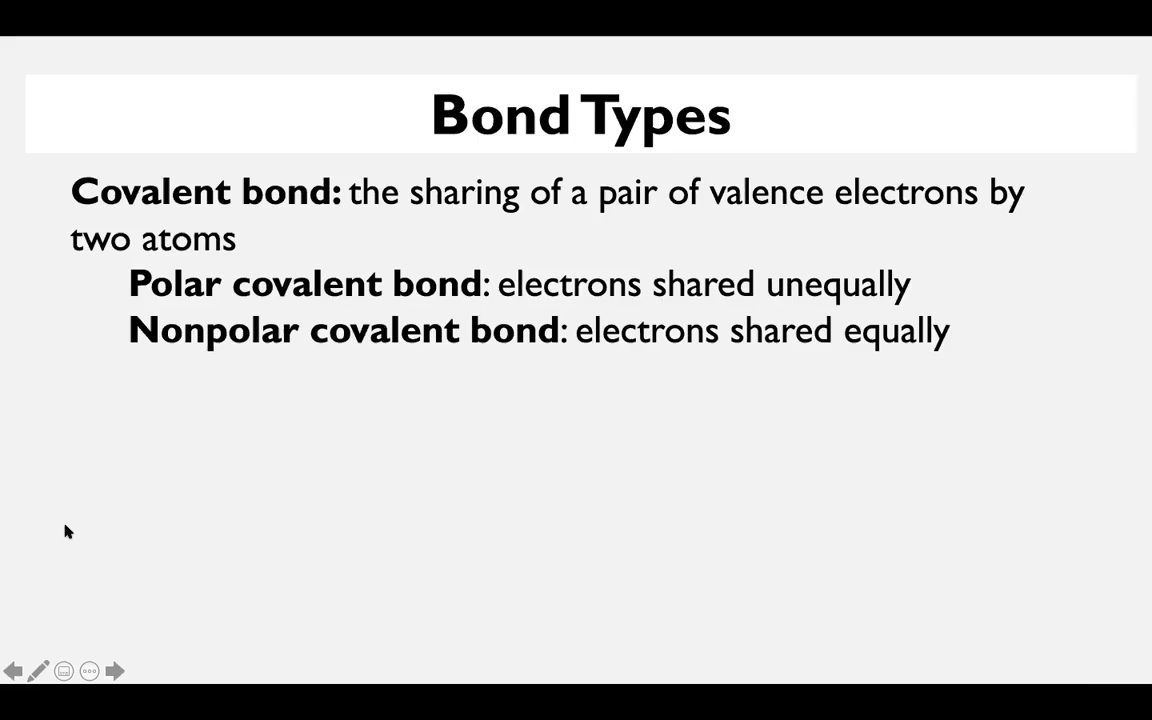 Bond Types
Covalent bond: the sharing of a pair of valence electrons by
two atoms
Polar covalent bond: electrons shared unequally
Nonpolar covalent bond: electrons shared equally